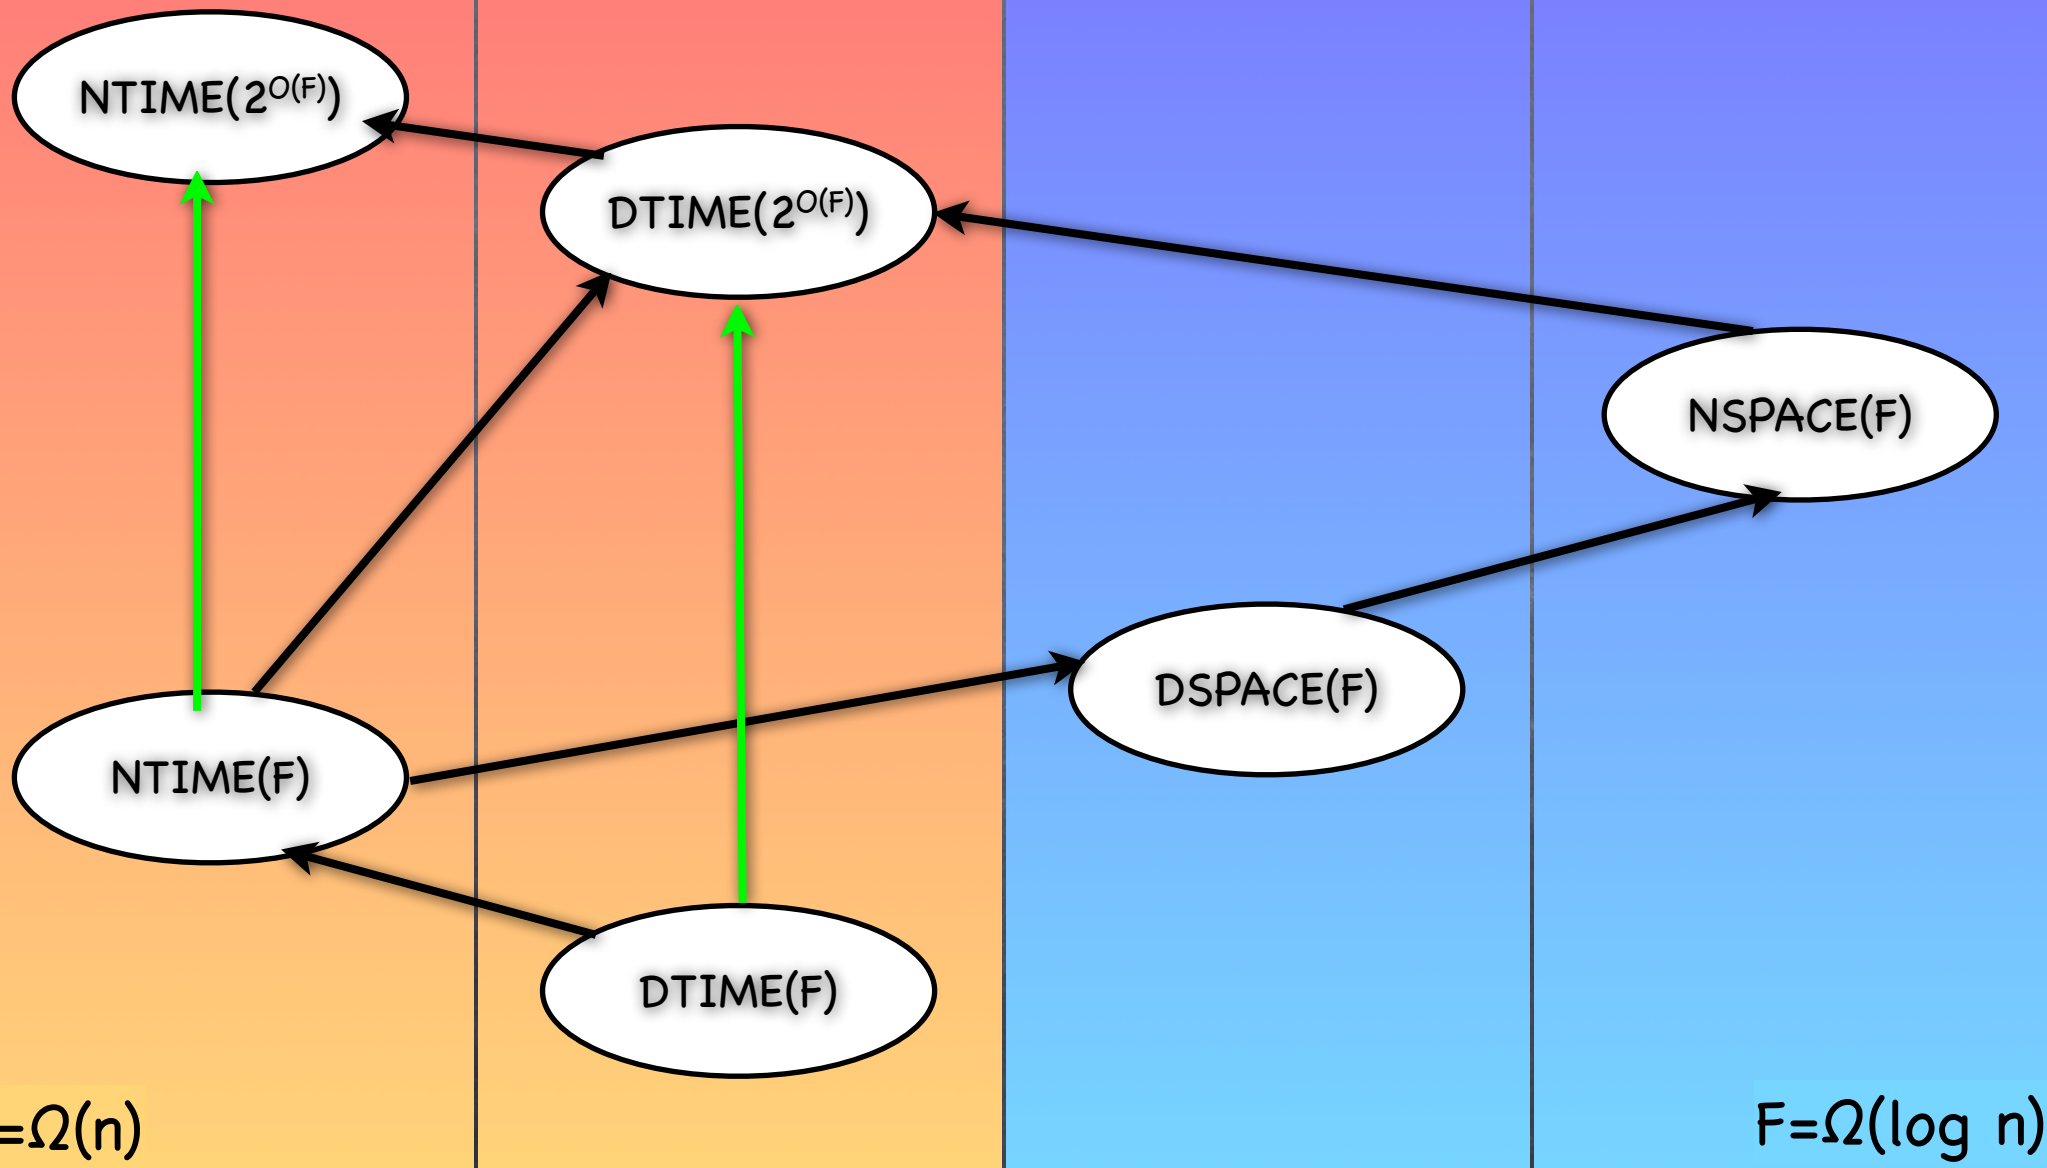 NTIME(2^O(F))
DTIME(2^O(F))
NSPACE(F)
DSPACE(F)
NTIME(F)
DTIME(F)
=Ω(n)
F=Ω(log n)